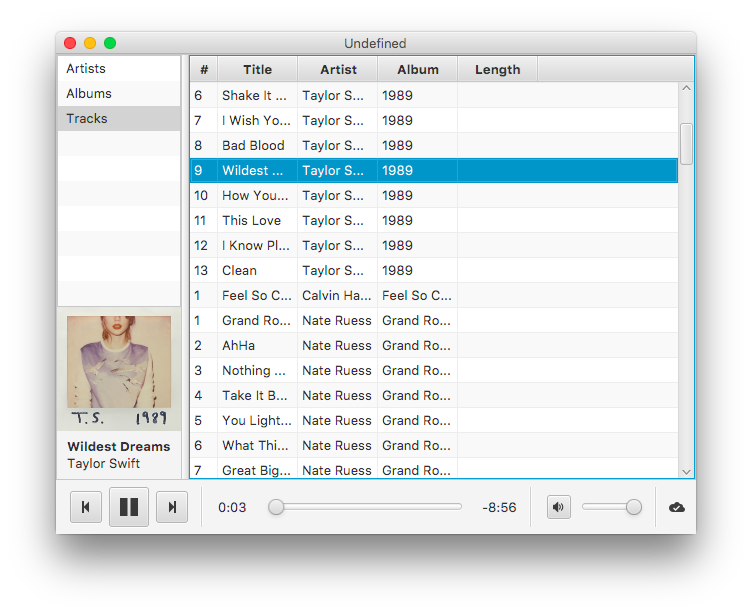 Undefined
Artists
Albums
Tracks
# Title Artist Album Length
6 Shake It ... Taylor S... 1989
7 I Wish Yo... Taylor S... 1989
8 Bad Blood Taylor S... 1989
9 Wildest ... Taylor S... 1989
10 How You... Taylor S... 1989
11 This Love Taylor S... 1989
12 I Know Pl... Taylor S... 1989
13 Clean Taylor S... 1989
1 Feel So C... Calvin Ha... Feel So C...
1 Grand Ro... Nate Ruess Grand Ro...
2 AhHa Nate Ruess Grand Ro...
3 Nothing ... Nate Ruess Grand Ro...
4 Take It B... Nate Ruess Grand Ro...
5 You Light... Nate Ruess Grand Ro...
6 What Thi... Nate Ruess Grand Ro...
7 Great Big... Nate Ruess Grand Ro...
T.S. 1989
Wildest Dreams
Taylor Swift
0:03 -8:56